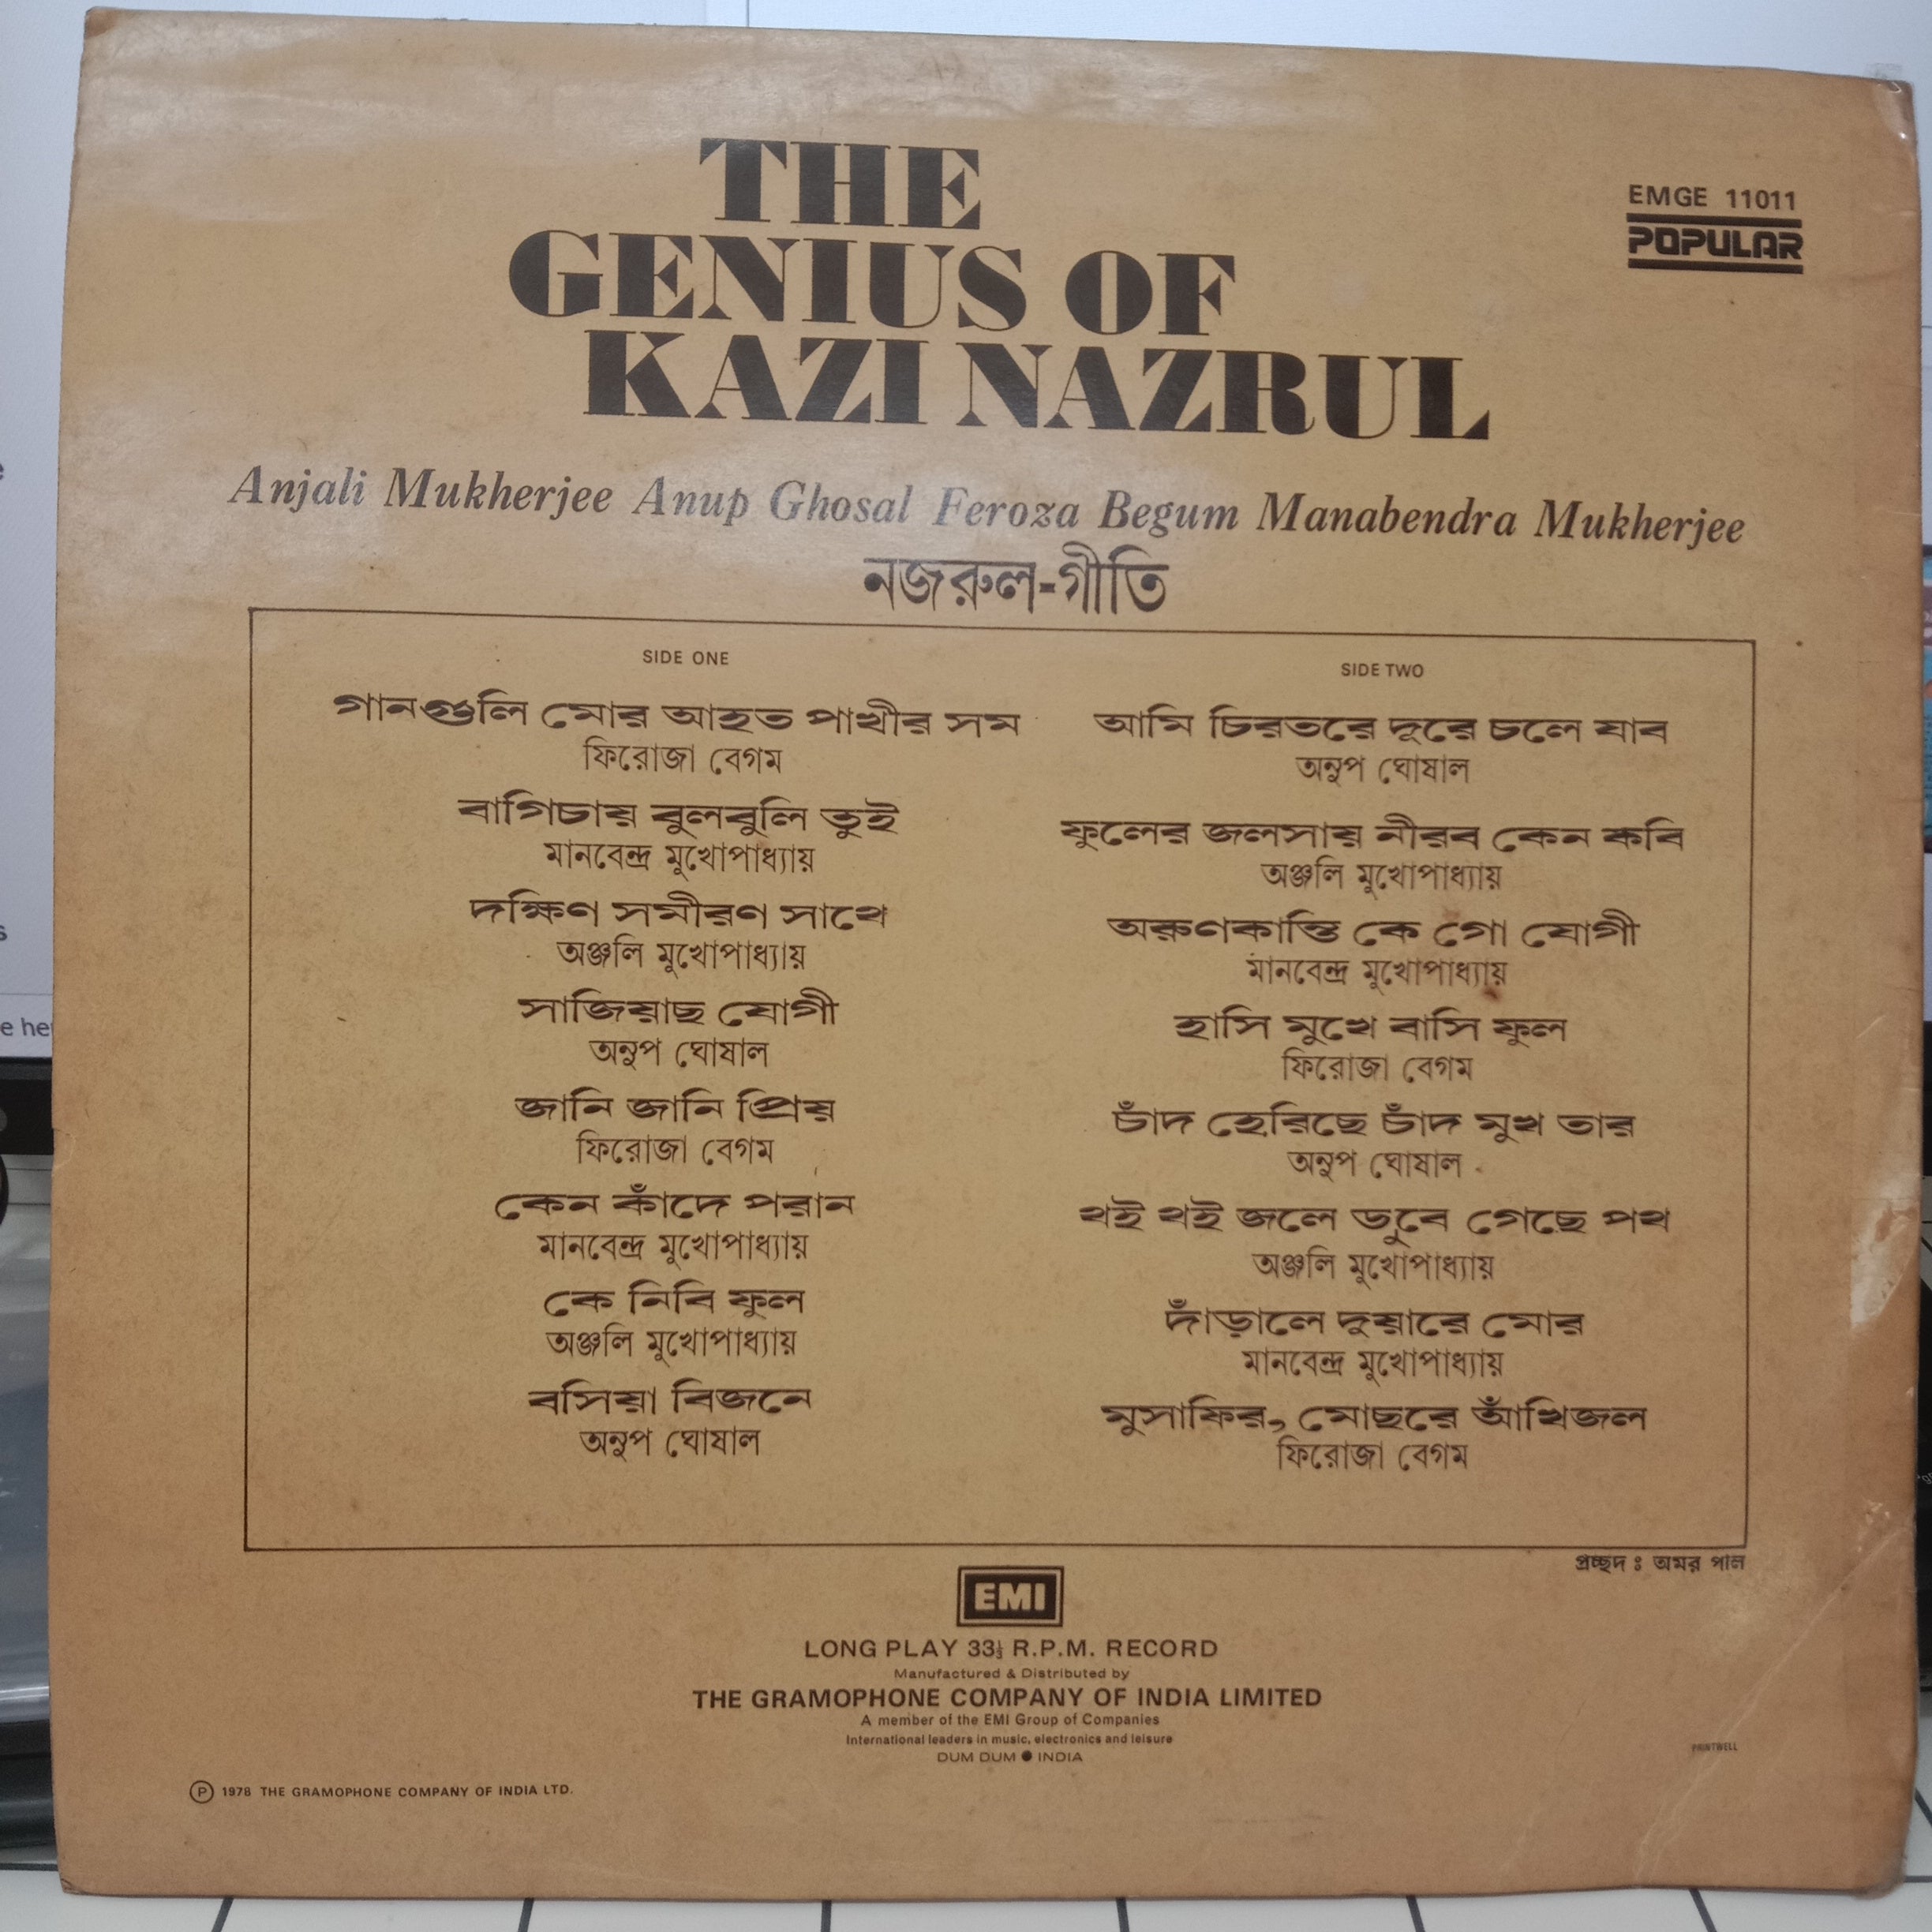 THE
GENIUS OF
KAZI NAZRUL
EMGE 11011
POPULAR
Anjali Mukherjee Anup Ghosal Feroza Begum Manabendra Mukherjee
নজরুল-গীতি
SIDE ONE
গানগুলি মোর আহত পাখীর সম
ফিরোজা বেগম
বাগিচায় বুলবুলি তুই
মানবেন্দ্র মুখোপাধ্যায়
দক্ষিণ সমীরণ সাথে
অঞ্জলি মুখোপাধ্যায়
সাজিয়াছ যোগী
অনুপ ঘোষাল
জানি জানি প্রিয়
ফিরোজা বেগম
কেন কাঁদে পরান
মানবেন্দ্র মুখোপাধ্যায়
কে নিবি ফুল
অঞ্জলি মুখোপাধ্যায়
বসিয়া বিজনে
অনুপ ঘোষাল
SIDE TWO
আমি চিরতরে দূরে চলে যাব
অনুপ ঘোষাল
ফুলের জলসায় নীরব কেন কবি
অঞ্জলি মুখোপাধ্যায়
অরুণকান্তি কে গো যোগী
মানবেন্দ্র মুখোপাধ্যায়
হাসি মুখে বাসি ফুল
ফিরোজা বেগম
চাঁদ হেরিছে চাঁদ মুখ তার
অনুপ ঘোষাল
থই থই জলে ডুবে গেছে পথ
অঞ্জলি মুখোপাধ্যায়
দাঁড়ালে দুয়ারে মোর
মানবেন্দ্র মুখোপাধ্যায়
মুসাফির, মোছরে আঁখিজল
ফিরোজা বেগম
প্রচ্ছদ : অমর পাল
EMI
LONG PLAY 33⅓ R.P.M. RECORD
Manufactured & Distributed by
THE GRAMOPHONE COMPANY OF INDIA LIMITED
A member of the EMI Group of Companies
International leaders in music, electronics and leisure
DUM DUM ● INDIA
PRINTWELL
Ⓟ 1978 THE GRAMOPHONE COMPANY OF INDIA LTD.